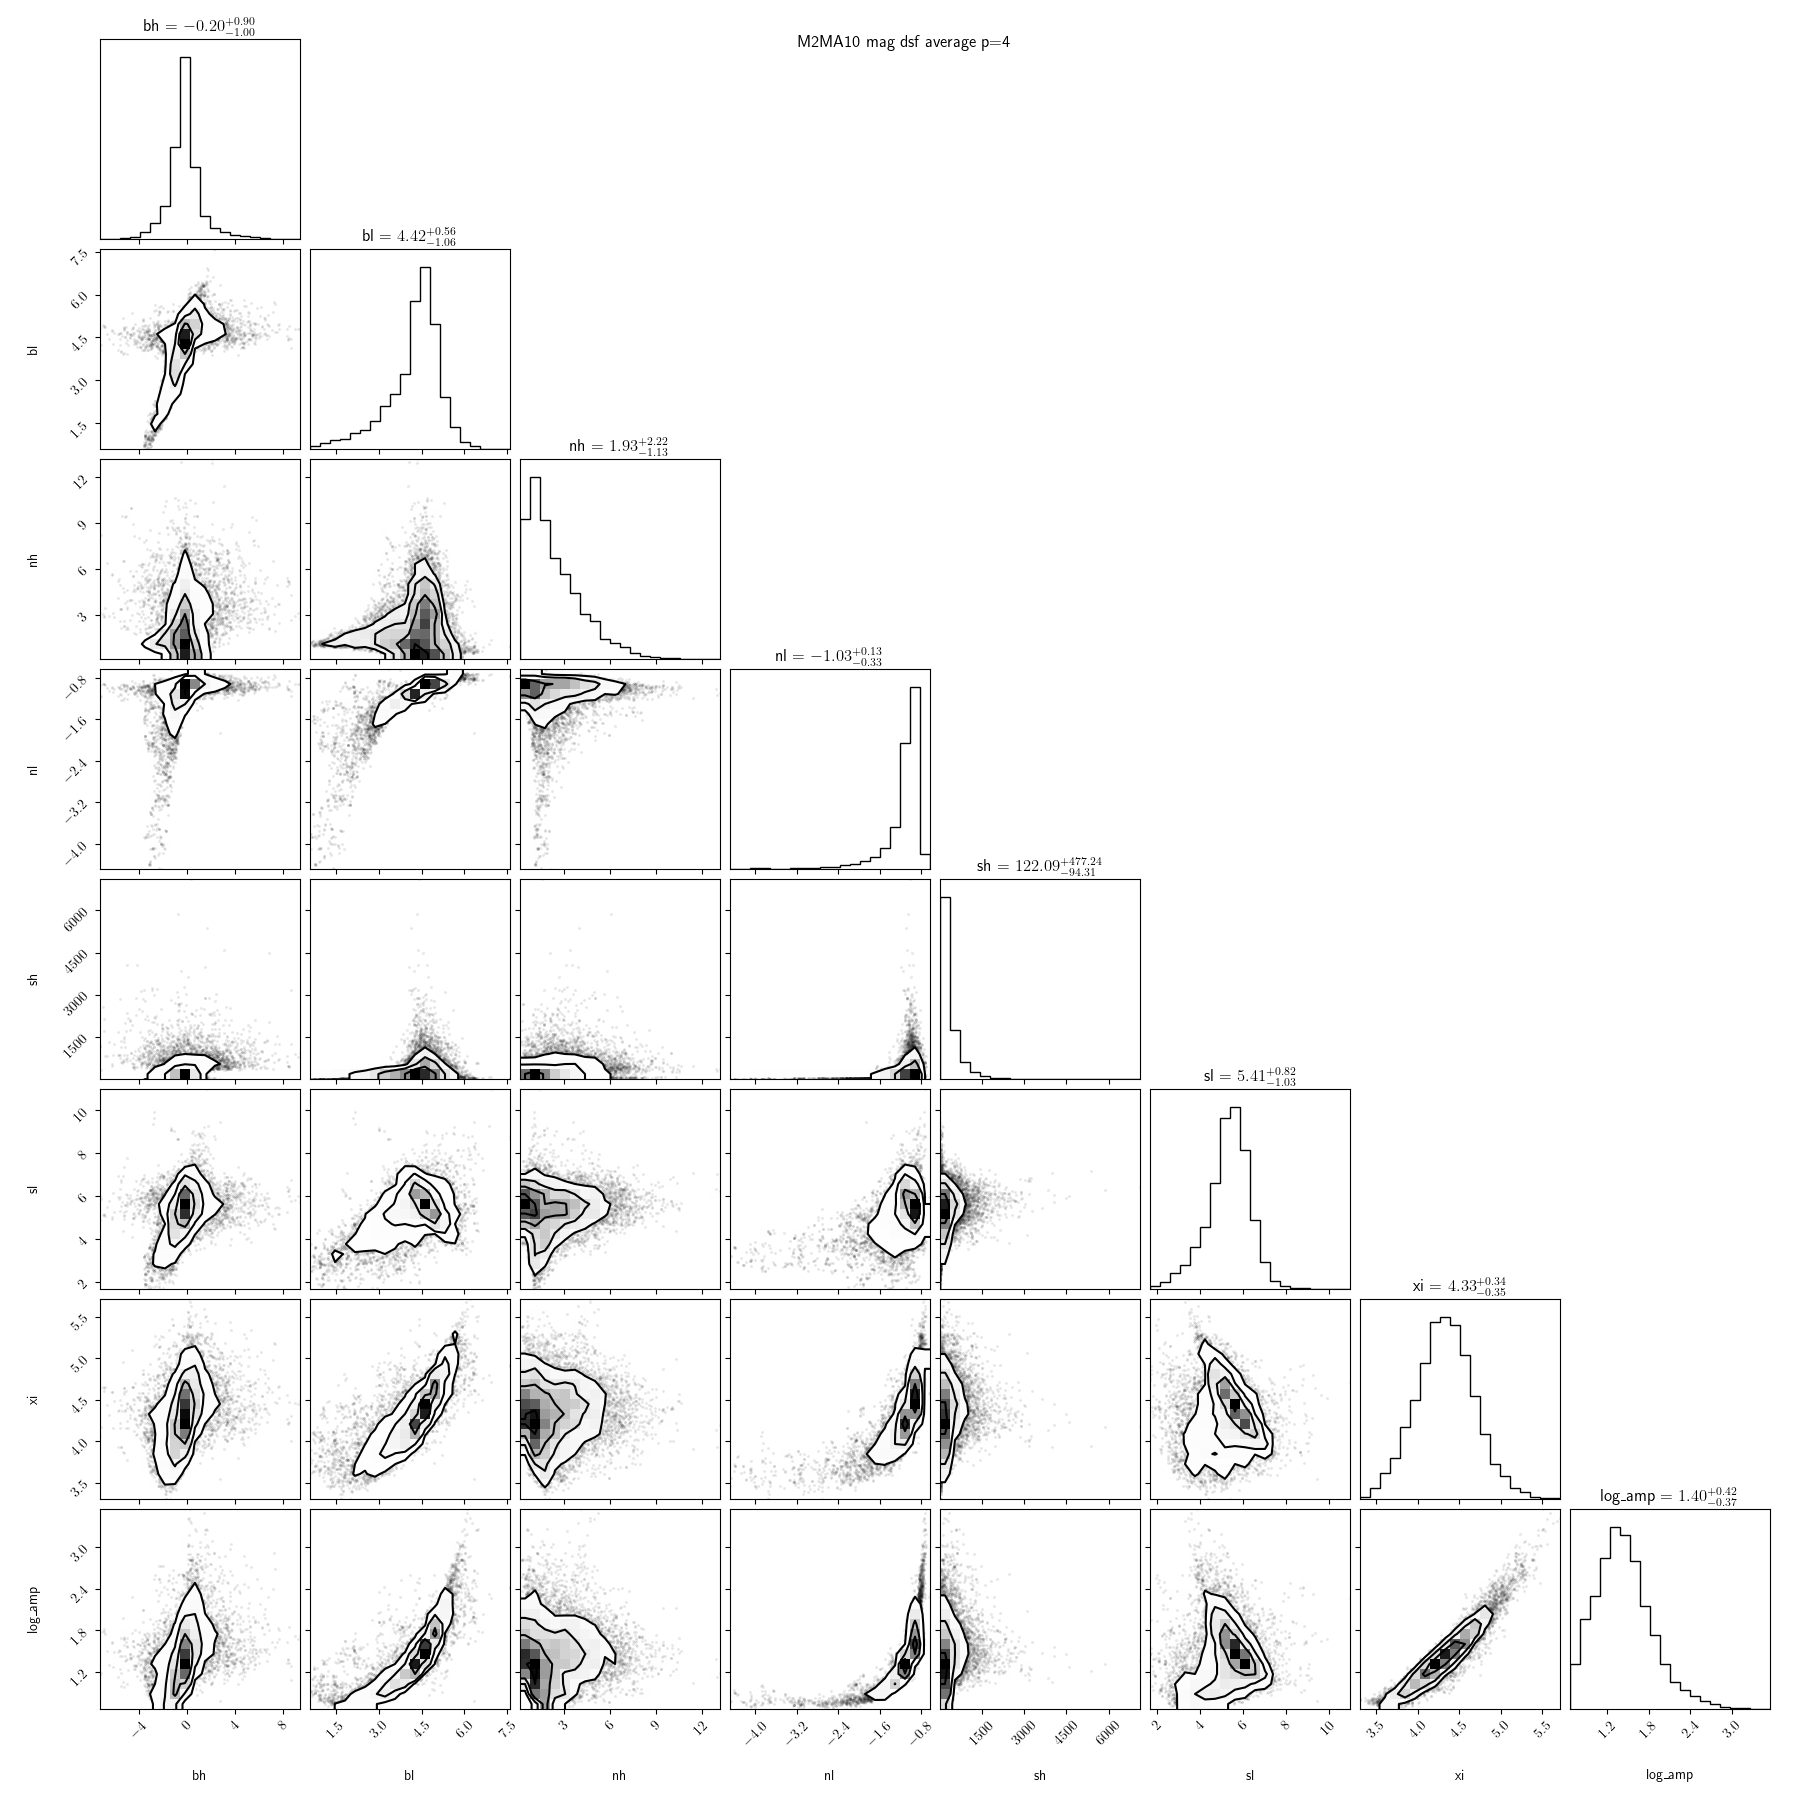 bh = −0.20+0.90−1.00
M2MA10 mag dsf average p=4
bl = 4.42+0.56−1.06
7.5
6.0
4.5
3.0
1.5
bl
nh = 1.93+2.22−1.13
12
9
6
3
nh
nl = −1.03+0.13−0.33
−0.8
−1.6
−2.4
−3.2
−4.0
nl
sh = 122.09+477.24−94.31
6000
4500
3000
1500
sh
sl = 5.41+0.82−1.03
10
8
6
4
2
sl
xi = 4.33+0.34−0.35
5.5
5.0
4.5
4.0
3.5
xi
log_amp = 1.40+0.42−0.37
3.0
2.4
1.8
1.2
log_amp
−4 0 4 8 1.5 3.0 4.5 6.0 7.5 3 6 9 12 −4.0 −3.2 −2.4 −1.6 −0.8 1500 3000 4500 6000 2 4 6 8 10 3.5 4.0 4.5 5.0 5.5 1.2 1.8 2.4 3.0
bh bl nh nl sh sl xi log_amp